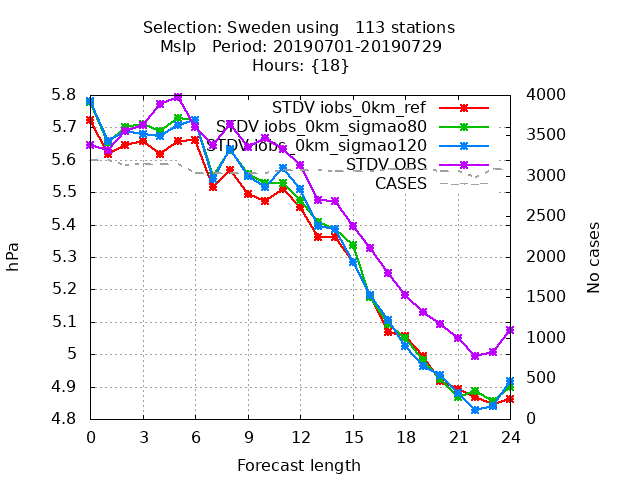 Selection: Sweden using   113 stations
Mslp   Period: 20190701-20190729
Hours: {18}
STDV iobs_0km_ref
STDV iobs_0km_sigmao80
STDV iobs_0km_sigmao120
STDV OBS
CASES
5.8
5.7
5.6
5.5
5.4
5.3
5.2
5.1
5
4.9
4.8
4000
3500
3000
2500
2000
1500
1000
500
0
hPa
No cases
0 3 6 9 12 15 18 21 24
Forecast length